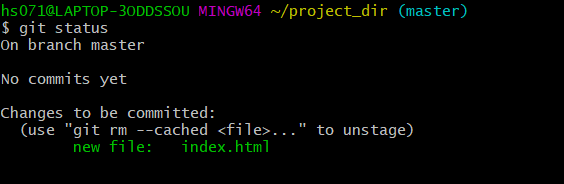 hs071@LAPTOP-3ODDSSOU MINGW64 ~/project_dir (master)
$ git status
On branch master
No commits yet
Changes to be committed:
(use "git rm --cached <file>..." to unstage)
new file: index.html